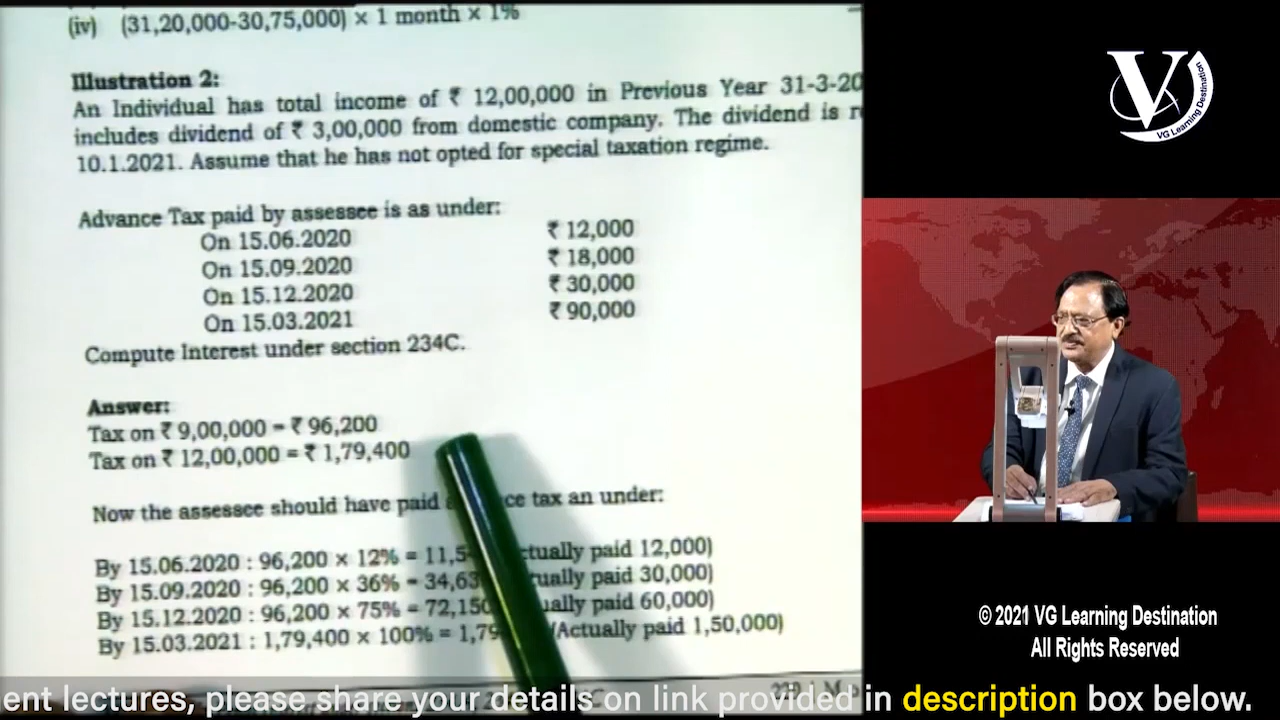 (iv) (31,20,000-30,75,000) × 1 month × 1%
Illustration 2:
An Individual has total income of ₹ 12,00,000 in Previous Year 31-3-20
includes dividend of ₹ 3,00,000 from domestic company. The dividend is
10.1.2021. Assume that he has not opted for special taxation regime.
Advance Tax paid by assessee is as under:
On 15.06.2020 ₹ 12,000
On 15.09.2020 ₹ 18,000
On 15.12.2020 ₹ 30,000
On 15.03.2021 ₹ 90,000
Compute Interest under section 234C.
Answer:
Tax on ₹ 9,00,000 = ₹ 96,200
Tax on ₹ 12,00,000 = ₹ 1,79,400
Now the assessee should have paid ce tax an under:
By 15.06.2020 : 96,200 × 12% = 11,5 ctually paid 12,000)
By 15.09.2020 : 96,200 × 36% = 34,63 tually paid 30,000)
By 15.12.2020 : 96,200 × 75% = 72,150 ually paid 60,000)
By 15.03.2021 : 1,79,400 × 100% = 1,79 (Actually paid 1,50,000)
V
VG Learning Destination
© 2021 VG Learning Destination
All Rights Reserved
ent lectures, please share your details on link provided in description box below.